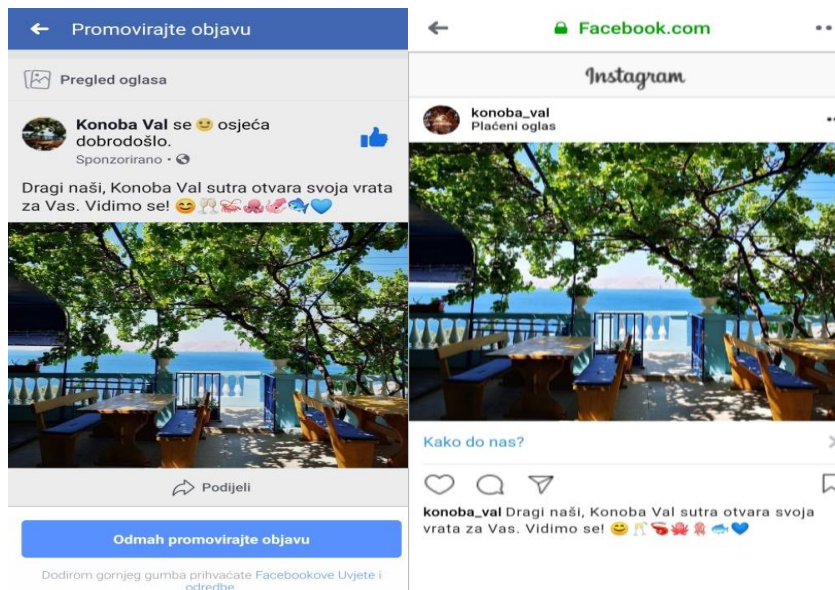 Promovirajte objavu
Pregled oglasa
Konoba Val se 😉 osjeća
dobrodošlo.
Sponzorirano ·
Dragi naši, Konoba Val sutra otvara svoja vrata
za Vas. Vidimo se! 😊🥂🦐🐙🦑🐟💙
Podijeli
Odmah promovirajte objavu
Dodirom gornjeg gumba prihvaćate Facebookove Uvjete i
odredbe
Facebook.com
Instagram
konoba_val
Plaćeni oglas
Kako do nas?
konoba_val Dragi naši, Konoba Val sutra otvara svoja
vrata za Vas. Vidimo se! 😊🥂🦐🐙🦑🐟💙